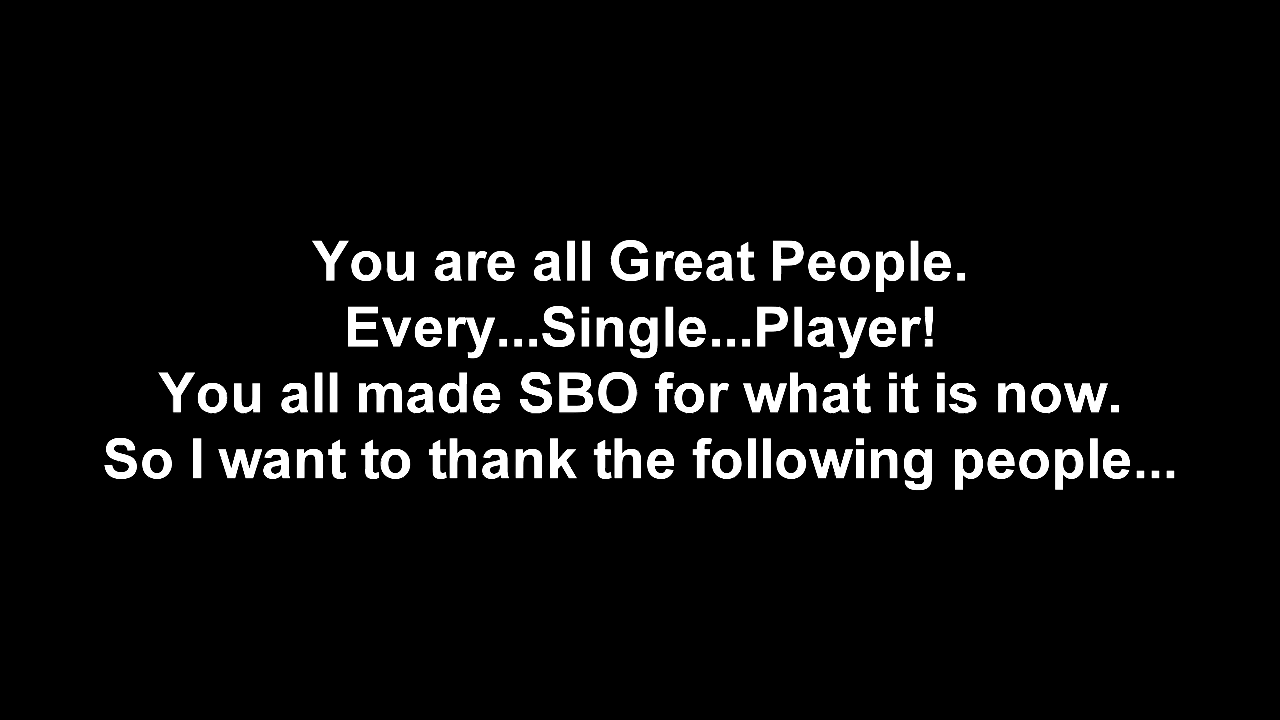 You are all Great People.
Every...Single...Player!
You all made SBO for what it is now.
So I want to thank the following people...